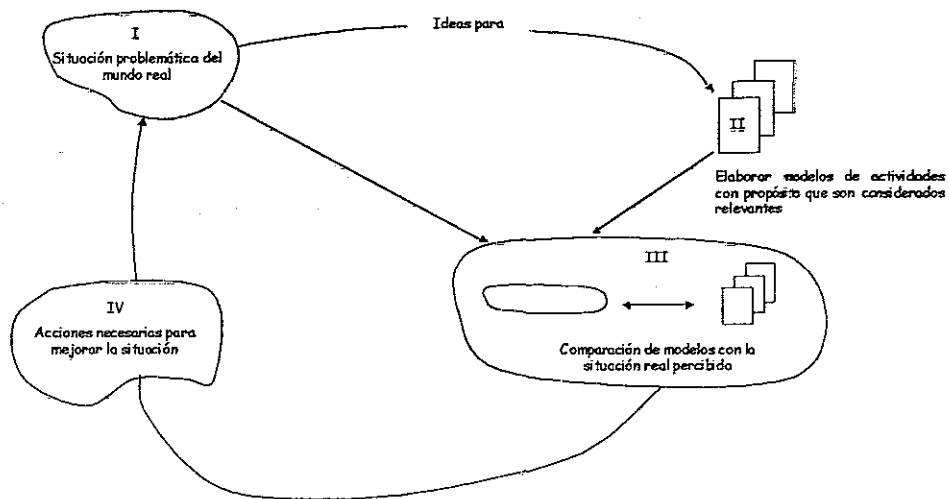 I
Situación problemática del
mundo real
Ideas para
II
Elaborar modelos de actividades
con propósito que son considerados
relevantes
III
Comparación de modelos con la
situación real percibida
IV
Acciones necesarias para
mejorar la situación